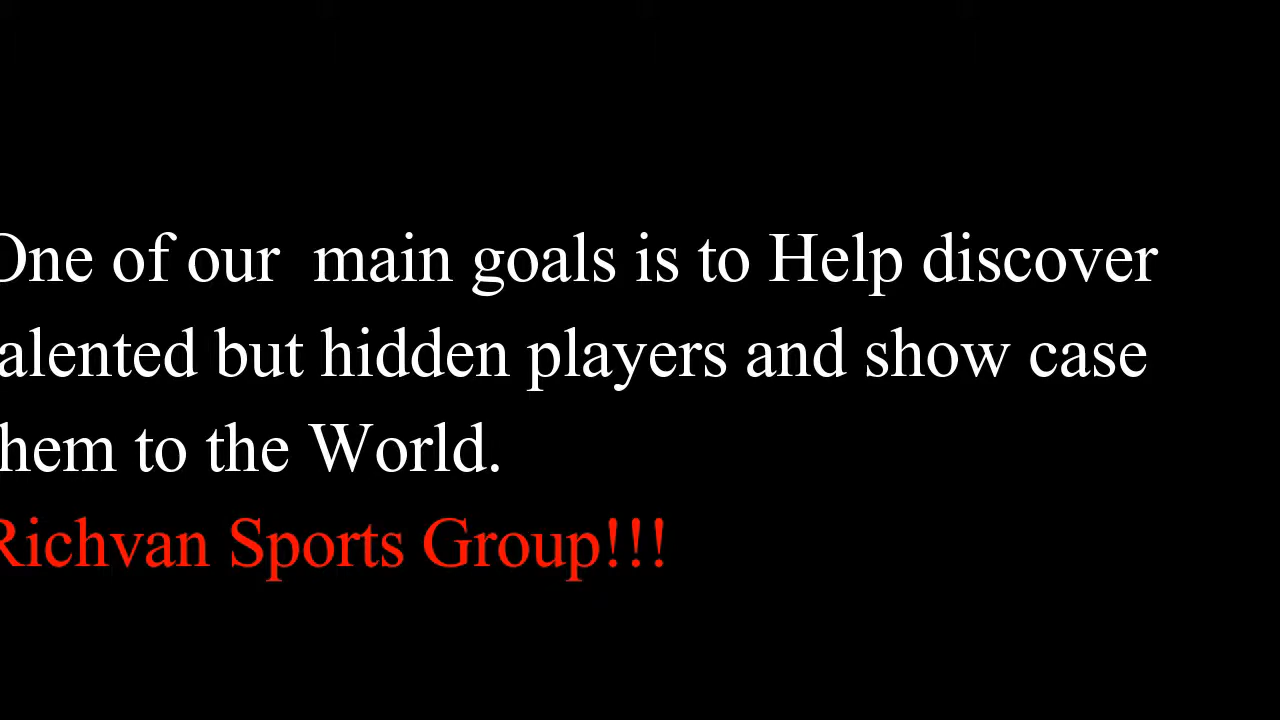 One of our  main goals is to Help discover
alented but hidden players and show case
hem to the World.
Richvan Sports Group!!!